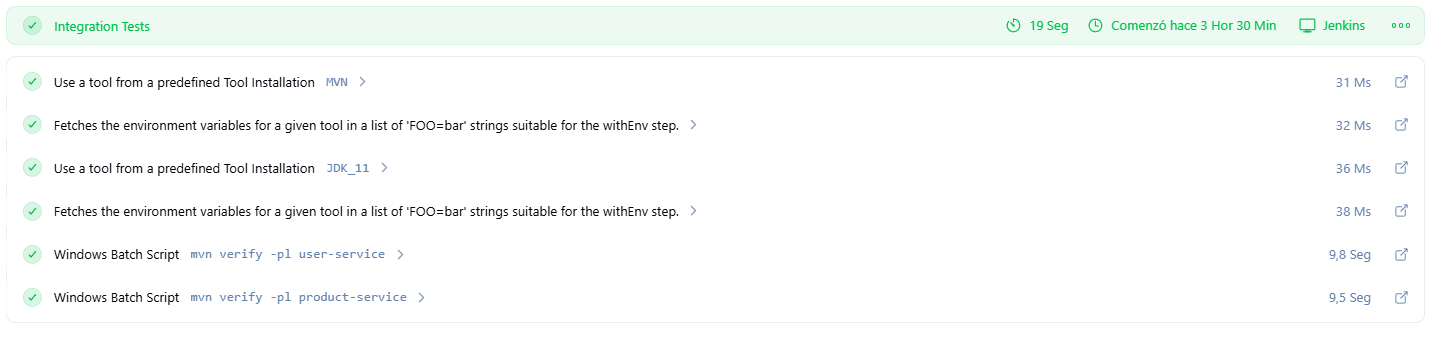 Integration Tests 19 Seg Comenzó hace 3 Hor 30 Min Jenkins
Use a tool from a predefined Tool Installation MVN 31 Ms
Fetches the environment variables for a given tool in a list of 'FOO=bar' strings suitable for the withEnv step. 32 Ms
Use a tool from a predefined Tool Installation JDK_11 36 Ms
Fetches the environment variables for a given tool in a list of 'FOO=bar' strings suitable for the withEnv step. 38 Ms
Windows Batch Script mvn verify -pl user-service 9,8 Seg
Windows Batch Script mvn verify -pl product-service 9,5 Seg